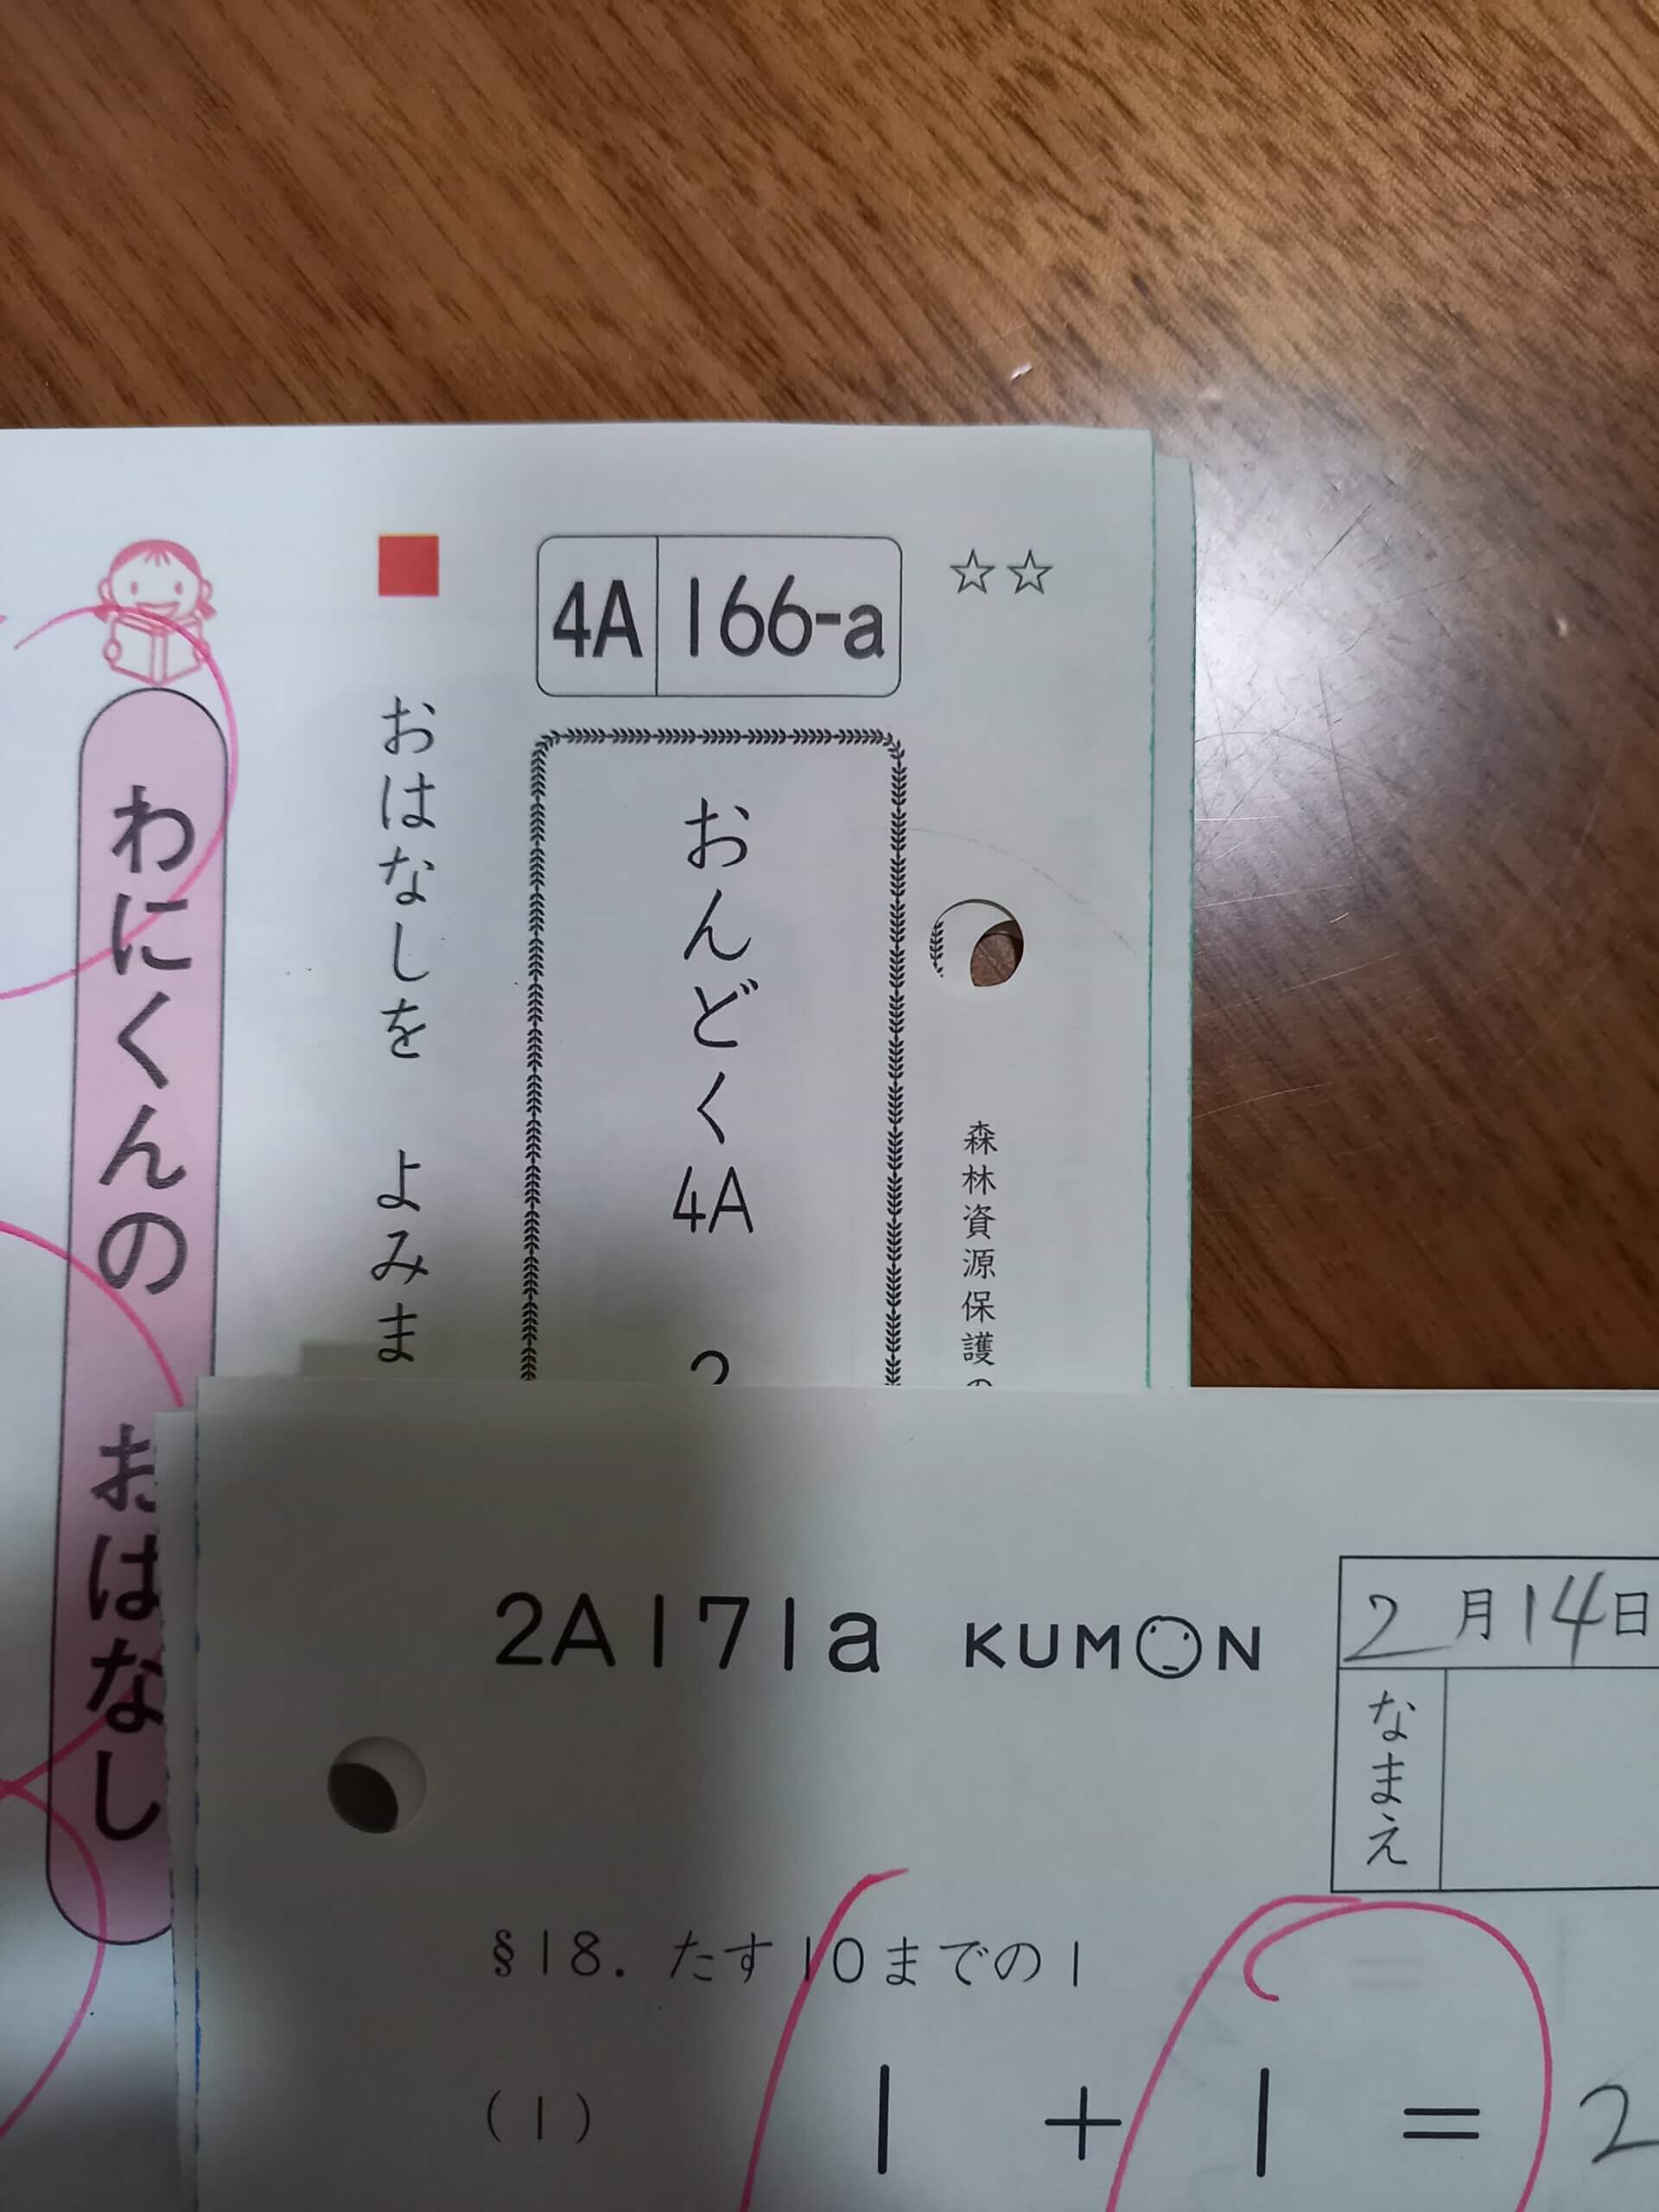 ☆☆
森林資源保護
4A 166-a
おんどく4A
おはなしを よみま
わにくんの おはなし
2A171a KUMON
2月14日
なまえ
§18. たす10までの1
(1) 1 + 1 = 2